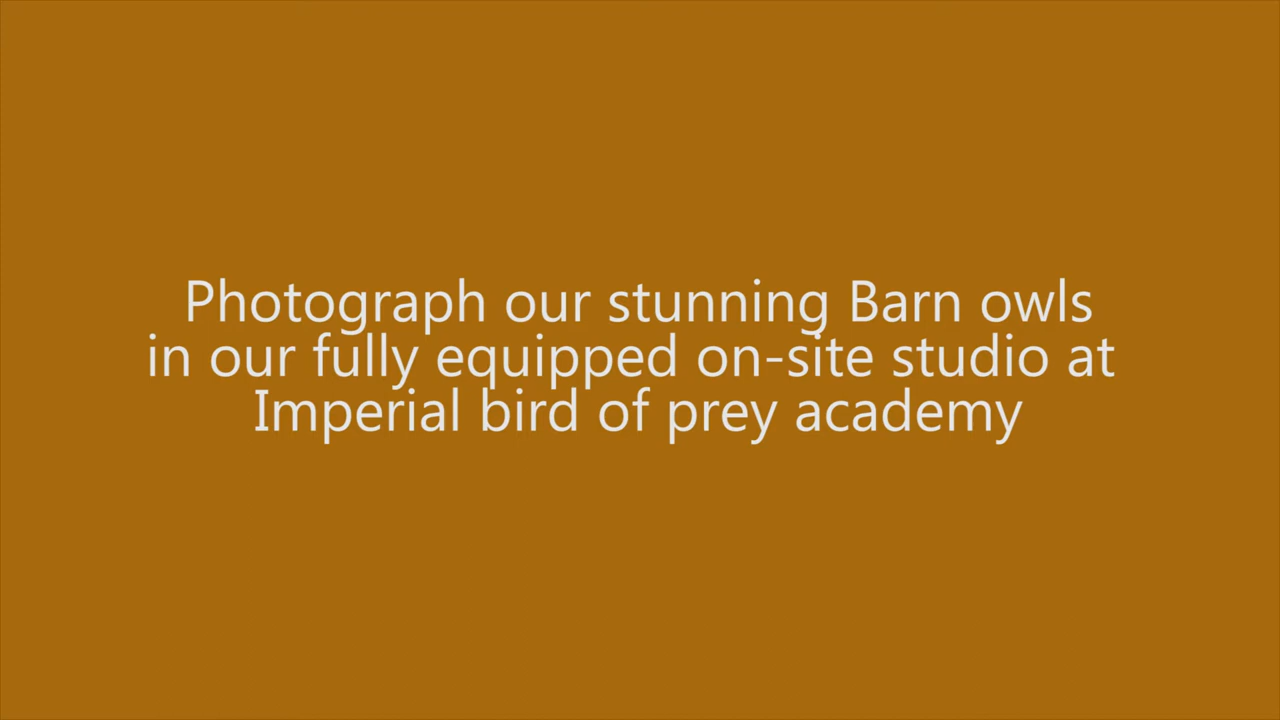 Photograph our stunning Barn owls
in our fully equipped on-site studio at
Imperial bird of prey academy